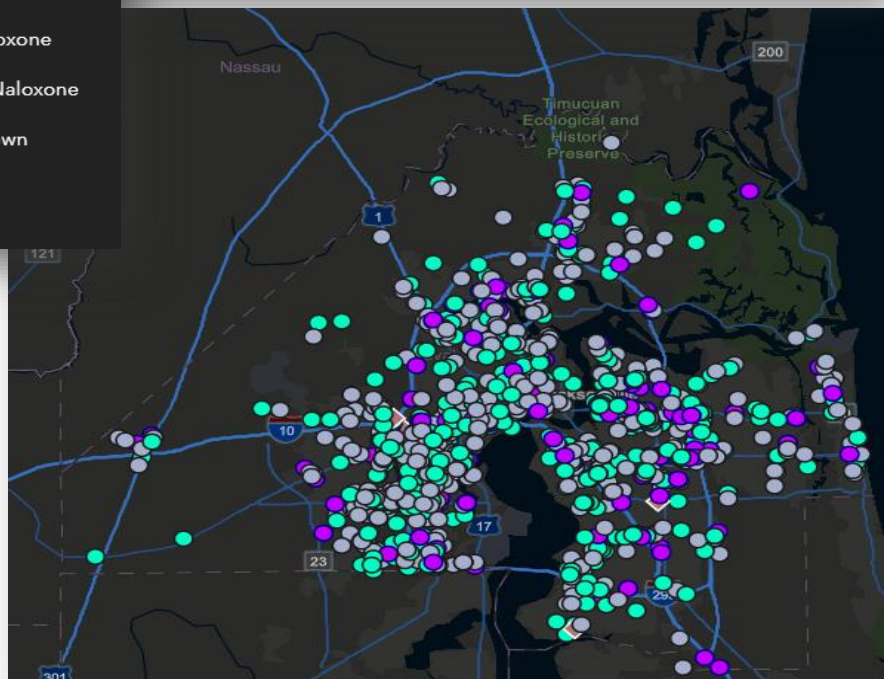 oxone
Naloxone
wn
Nassau
200
Timucuan
Ecological and
Histori
Preserve
1
121
10
17
23
295
301